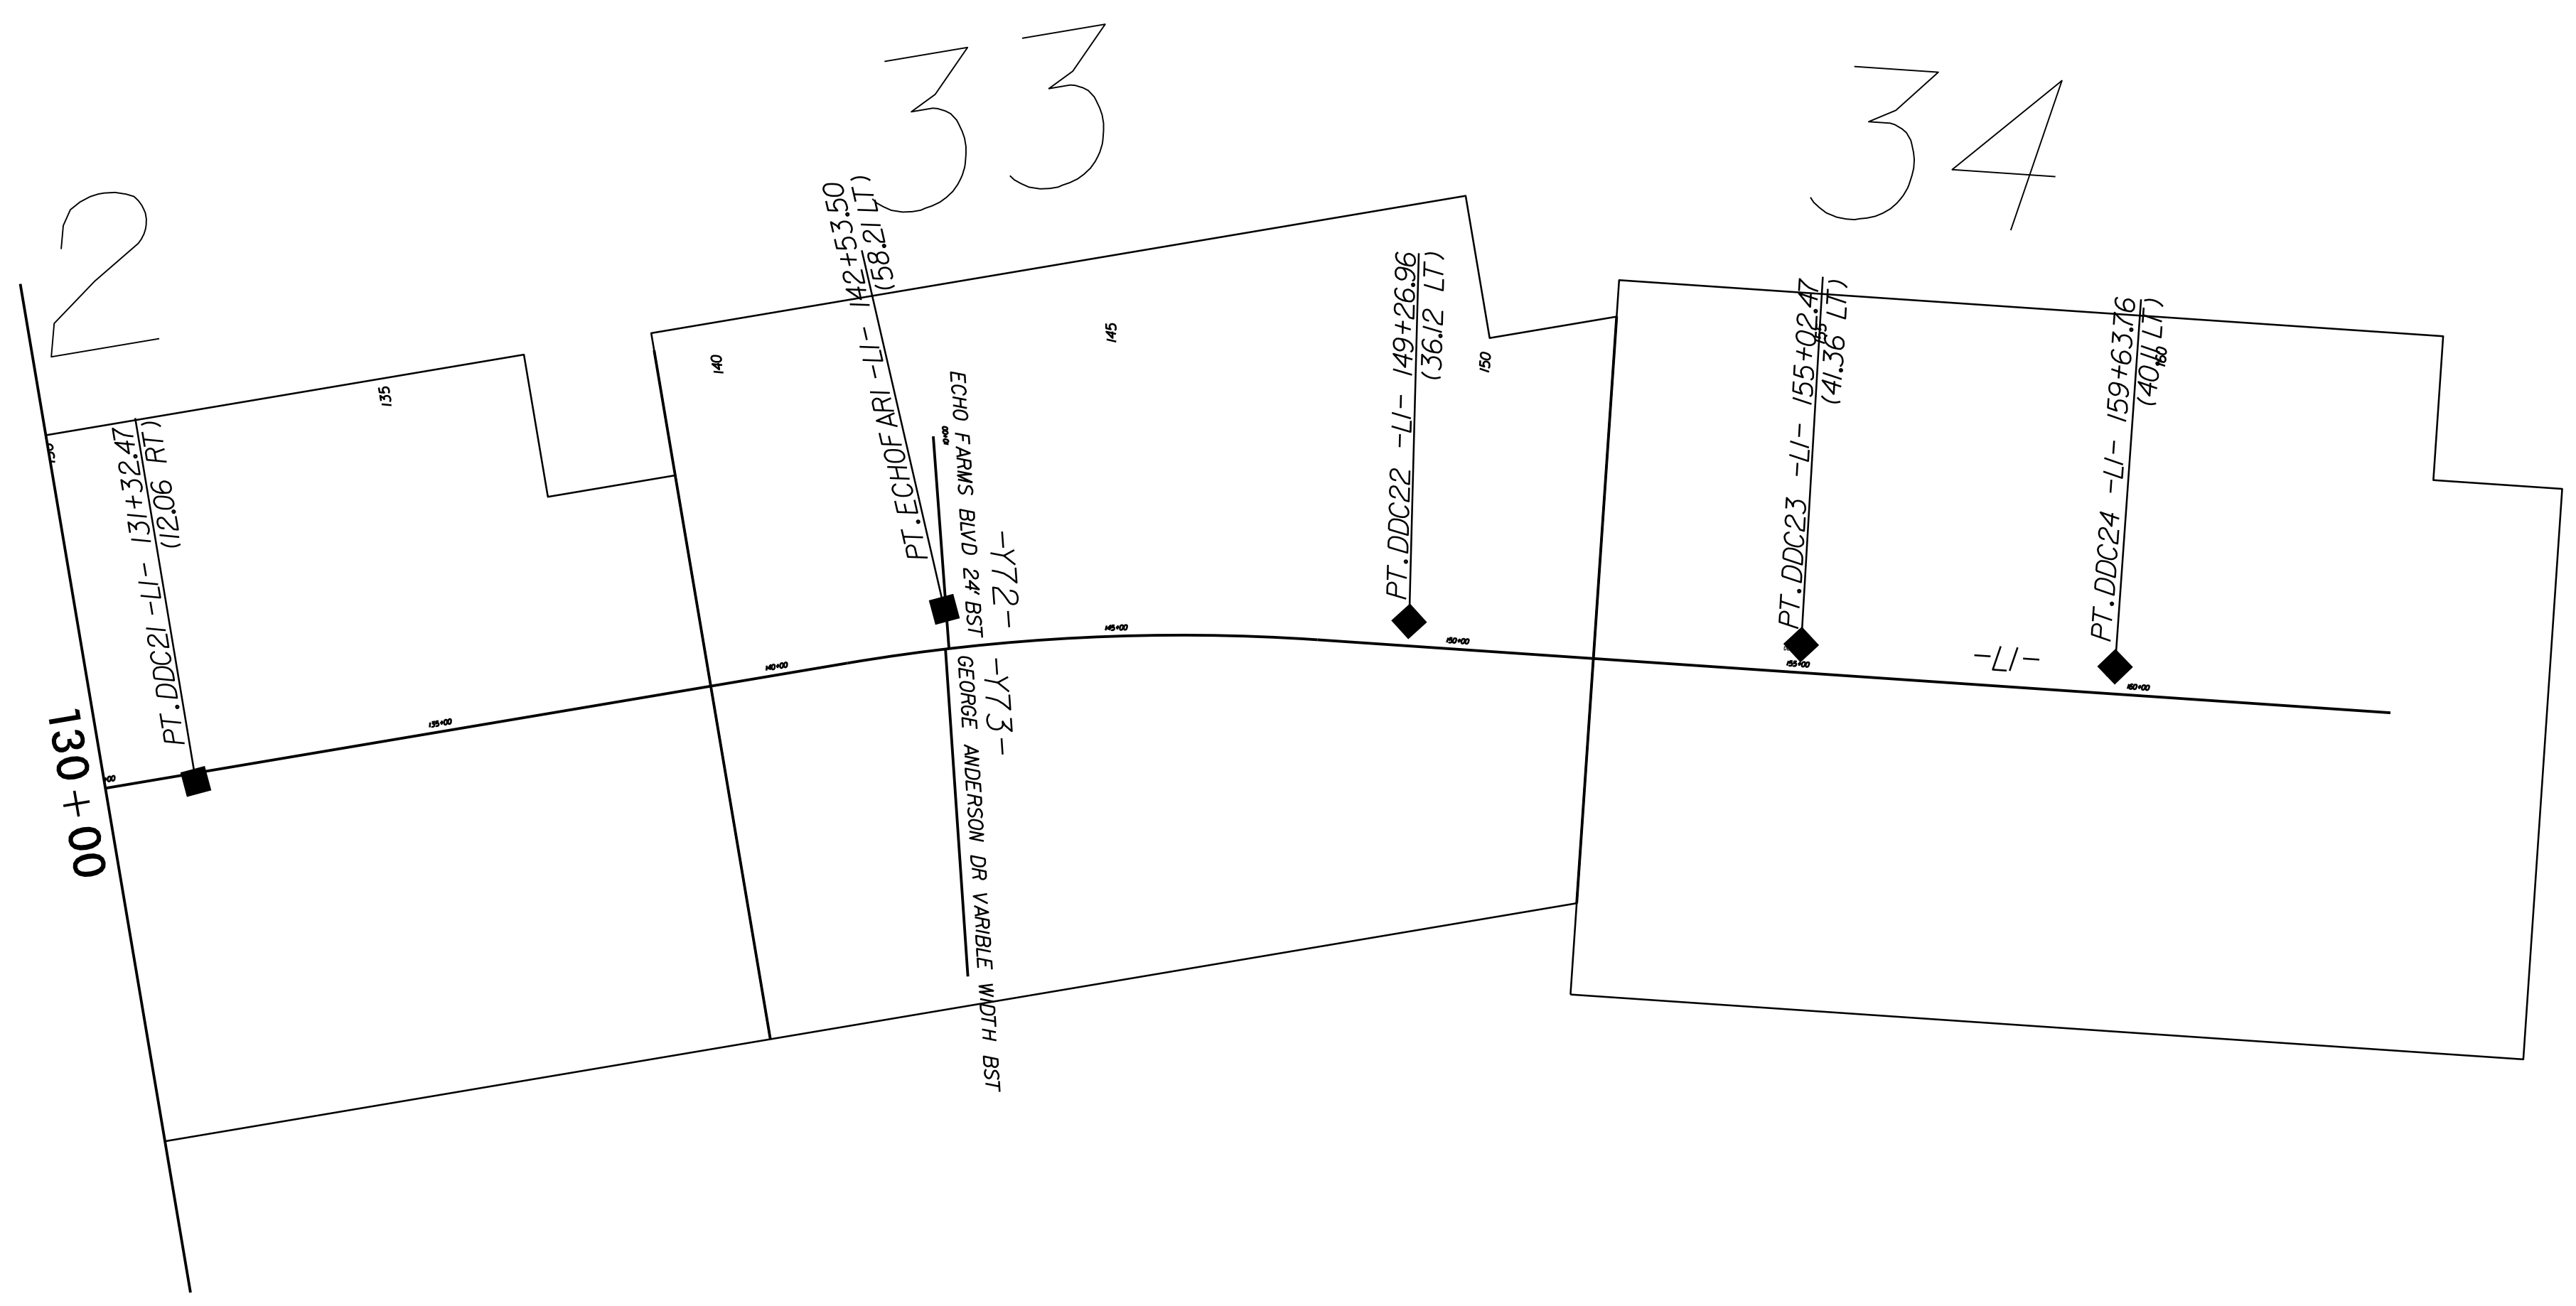 2
33
34
130+00
PT.DDC21 -L1- 131+32.47
(12.06 RT)
135
135+00
140
140+00
PT.ECHOFAR1 -L1- 142+53.50
(58.21 LT)
10+00
ECHO FARMS BLVD 24' BST
-Y72-
-Y73-
GEORGE ANDERSON DR VARIBLE WIDTH BST
145
145+00
PT.DDC22 -L1- 149+26.96
(36.12 LT)
150
150+00
PT.DDC23 -L1- 155+02.47
(41.36 LT)
155
155+00
-L1-
PT.DDC24 -L1- 159+63.76
(40.11 LT)
160
160+00